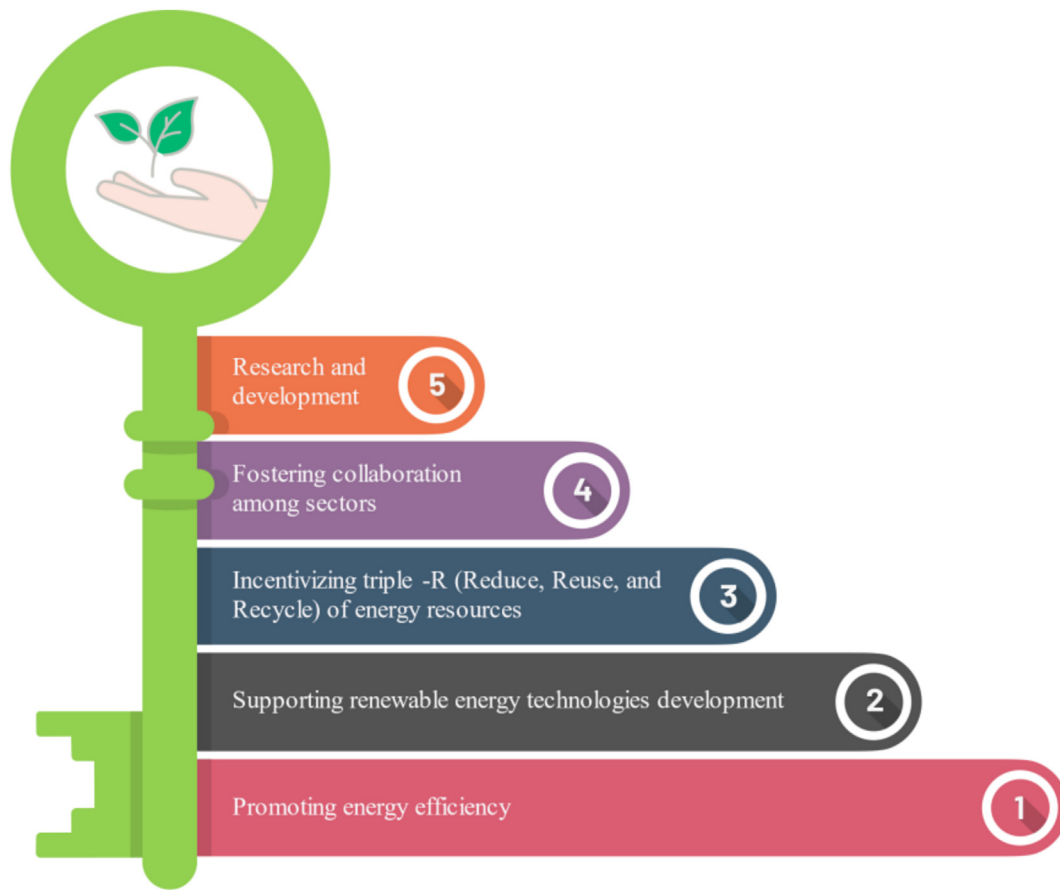 Research and
development
5
Fostering collaboration
among sectors
4
Incentivizing triple -R (Reduce, Reuse, and
Recycle) of energy resources
3
Supporting renewable energy technologies development
2
Promoting energy efficiency
1